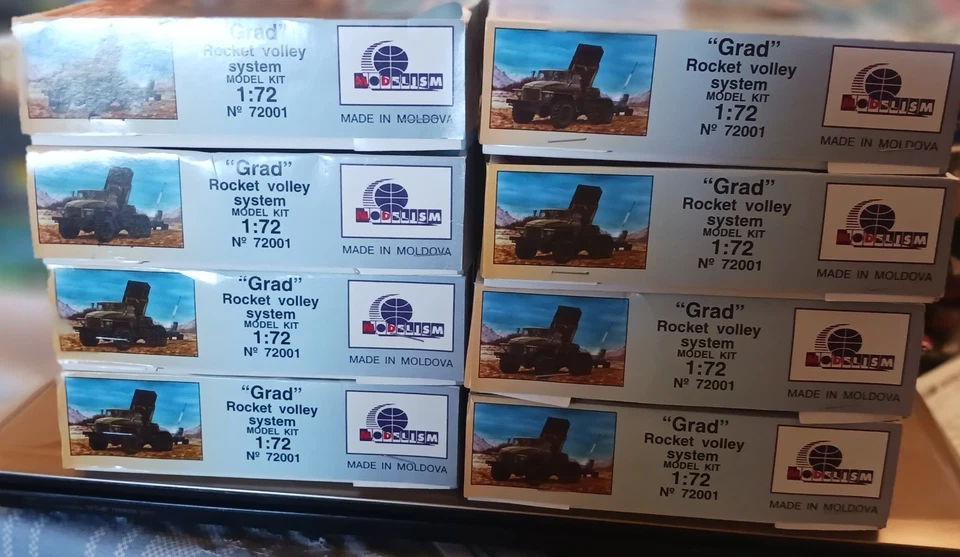 "Grad"
Rocket volley
system
MODEL KIT
1:72
Nº 72001
MODSLISM
MADE IN MOLDOVA
"Grad"
Rocket volley
system
MODEL KIT
1:72
Nº 72001
MODSLISM
MADE IN MOLDOVA
"Grad"
Rocket volley
system
MODEL KIT
1:72
Nº 72001
MODSLISM
MADE IN MOLDOVA
"Grad"
Rocket volley
system
MODEL KIT
1:72
Nº 72001
MODSLISM
MADE IN MOLDOVA
"Grad"
Rocket volley
system
MODEL KIT
1:72
Nº 72001
MODSLISM
MADE IN MOLDOVA
"Grad"
Rocket volley
system
MODEL KIT
1:72
Nº 72001
MODSLISM
MADE IN MOLDOVA
"Grad"
Rocket volley
system
MODEL KIT
1:72
Nº 72001
MODSLISM
MADE IN MOLDOVA
"Grad"
Rocket volley
system
MODEL KIT
1:72
Nº 72001
MODSLISM
MADE IN MOLDOVA